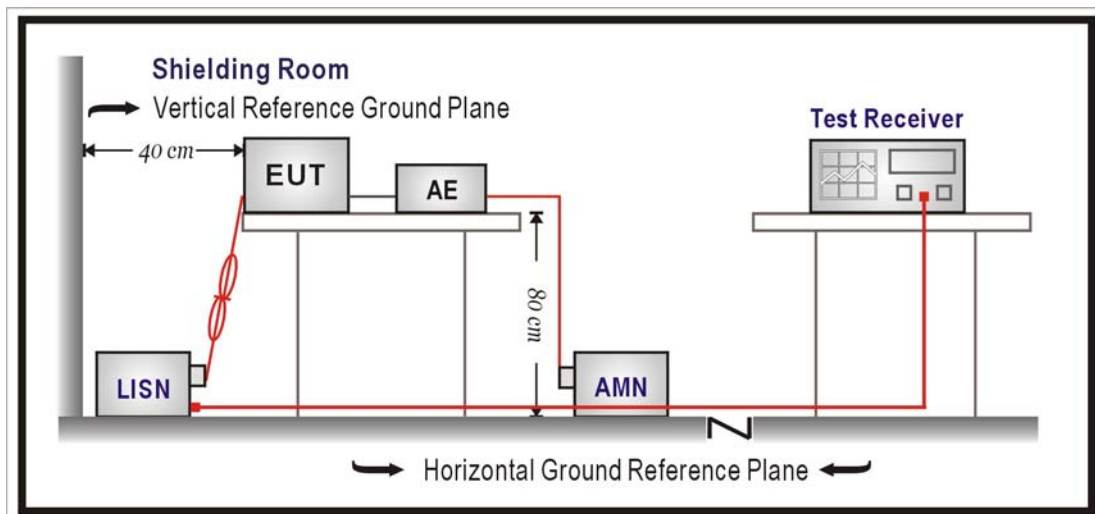 Shielding Room
Vertical Reference Ground Plane
40 cm
EUT
AE
Test Receiver
80 cm
LISN
AMN
Horizontal Ground Reference Plane